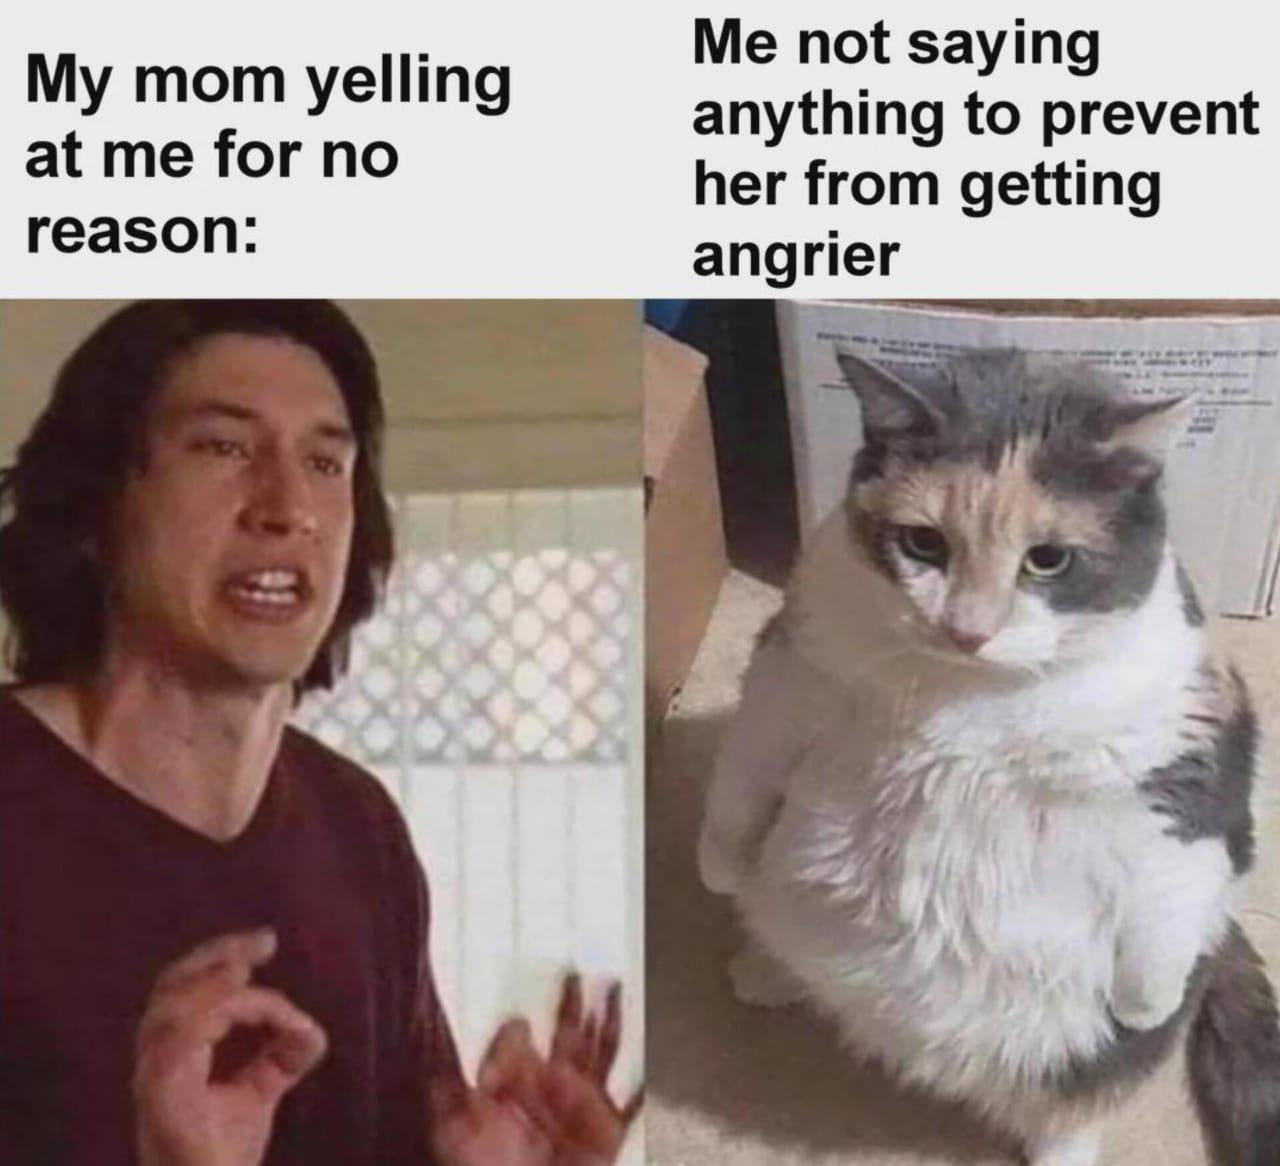 My mom yelling
at me for no
reason:
Me not saying
anything to prevent
her from getting
angrier